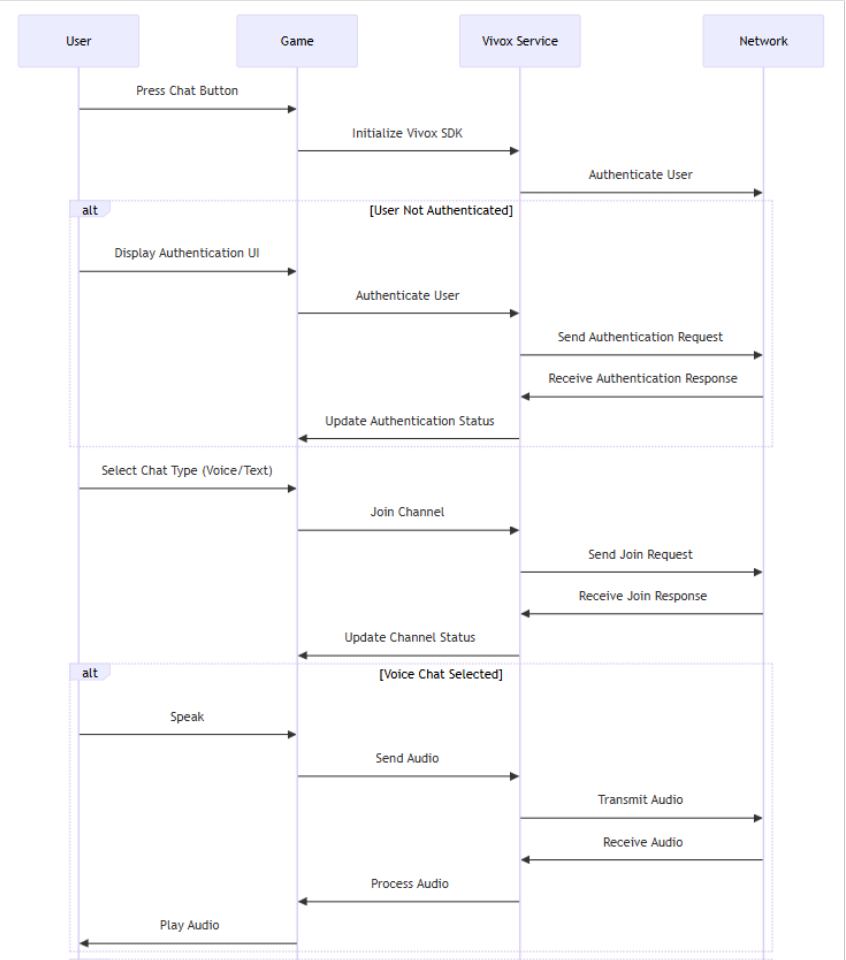 User
Game
Vivox Service
Network
Press Chat Button
Initialize Vivox SDK
Authenticate User
alt
[User Not Authenticated]
Display Authentication UI
Authenticate User
Send Authentication Request
Receive Authentication Response
Update Authentication Status
Select Chat Type (Voice/Text)
Join Channel
Send Join Request
Receive Join Response
Update Channel Status
alt
[Voice Chat Selected]
Speak
Send Audio
Transmit Audio
Receive Audio
Process Audio
Play Audio